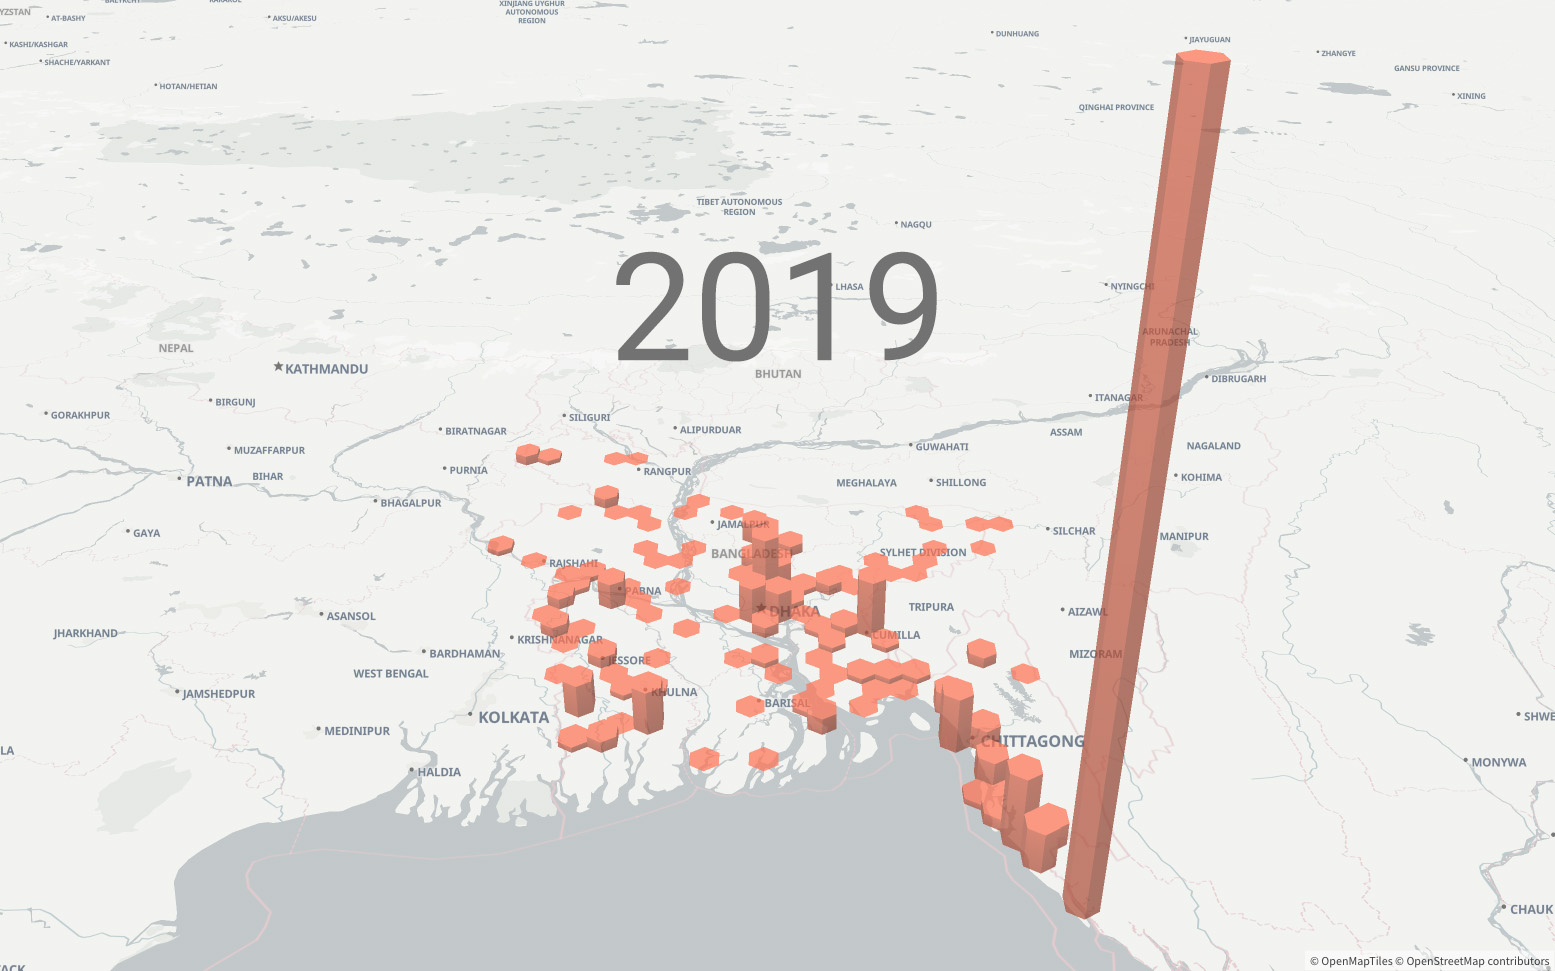 XINJIANG UYGHUR
AUTONOMOUS
REGION
AT-BASHY
AKSU/AKESU
KASHI/KASHGAR
SHACHE/YARKANT
HOTAN/HETIAN
DUNHUANG
JIAYUGUAN
ZHANGYE
GANSU PROVINCE
XINING
QINGHAI PROVINCE
TIBET AUTONOMOUS
REGION
NAGQU
2019
LHASA
NYINGCHI
ARUNACHAL
PRADESH
NEPAL
KATHMANDU
BHUTAN
DIBRUGARH
ITANAGAR
BIRGUNJ
GORAKHPUR
SILIGURI
BIRATNAGAR
ALIPURDUAR
ASSAM
GUWAHATI
NAGALAND
MUZAFFARPUR
PURNIA
RANGPUR
KOHIMA
PATNA
BIHAR
MEGHALAYA
SHILLONG
BHAGALPUR
JAMALPUR
GAYA
SILCHAR
MANIPUR
BANGLADESH
SYLHET DIVISION
RAJSHAHI
PABNA
DHAKA
TRIPURA
AIZAWL
ASANSOL
JHARKHAND
KRISHNANAGAR
CUMILLA
BARDHAMAN
JESSORE
MIZORAM
WEST BENGAL
JAMSHEDPUR
KHULNA
BARISAL
KOLKATA
SHWE
MEDINIPUR
CHITTAGONG
LA
HALDIA
MONYWA
CHAUK
ACK
© OpenMapTiles © OpenStreetMap contributors